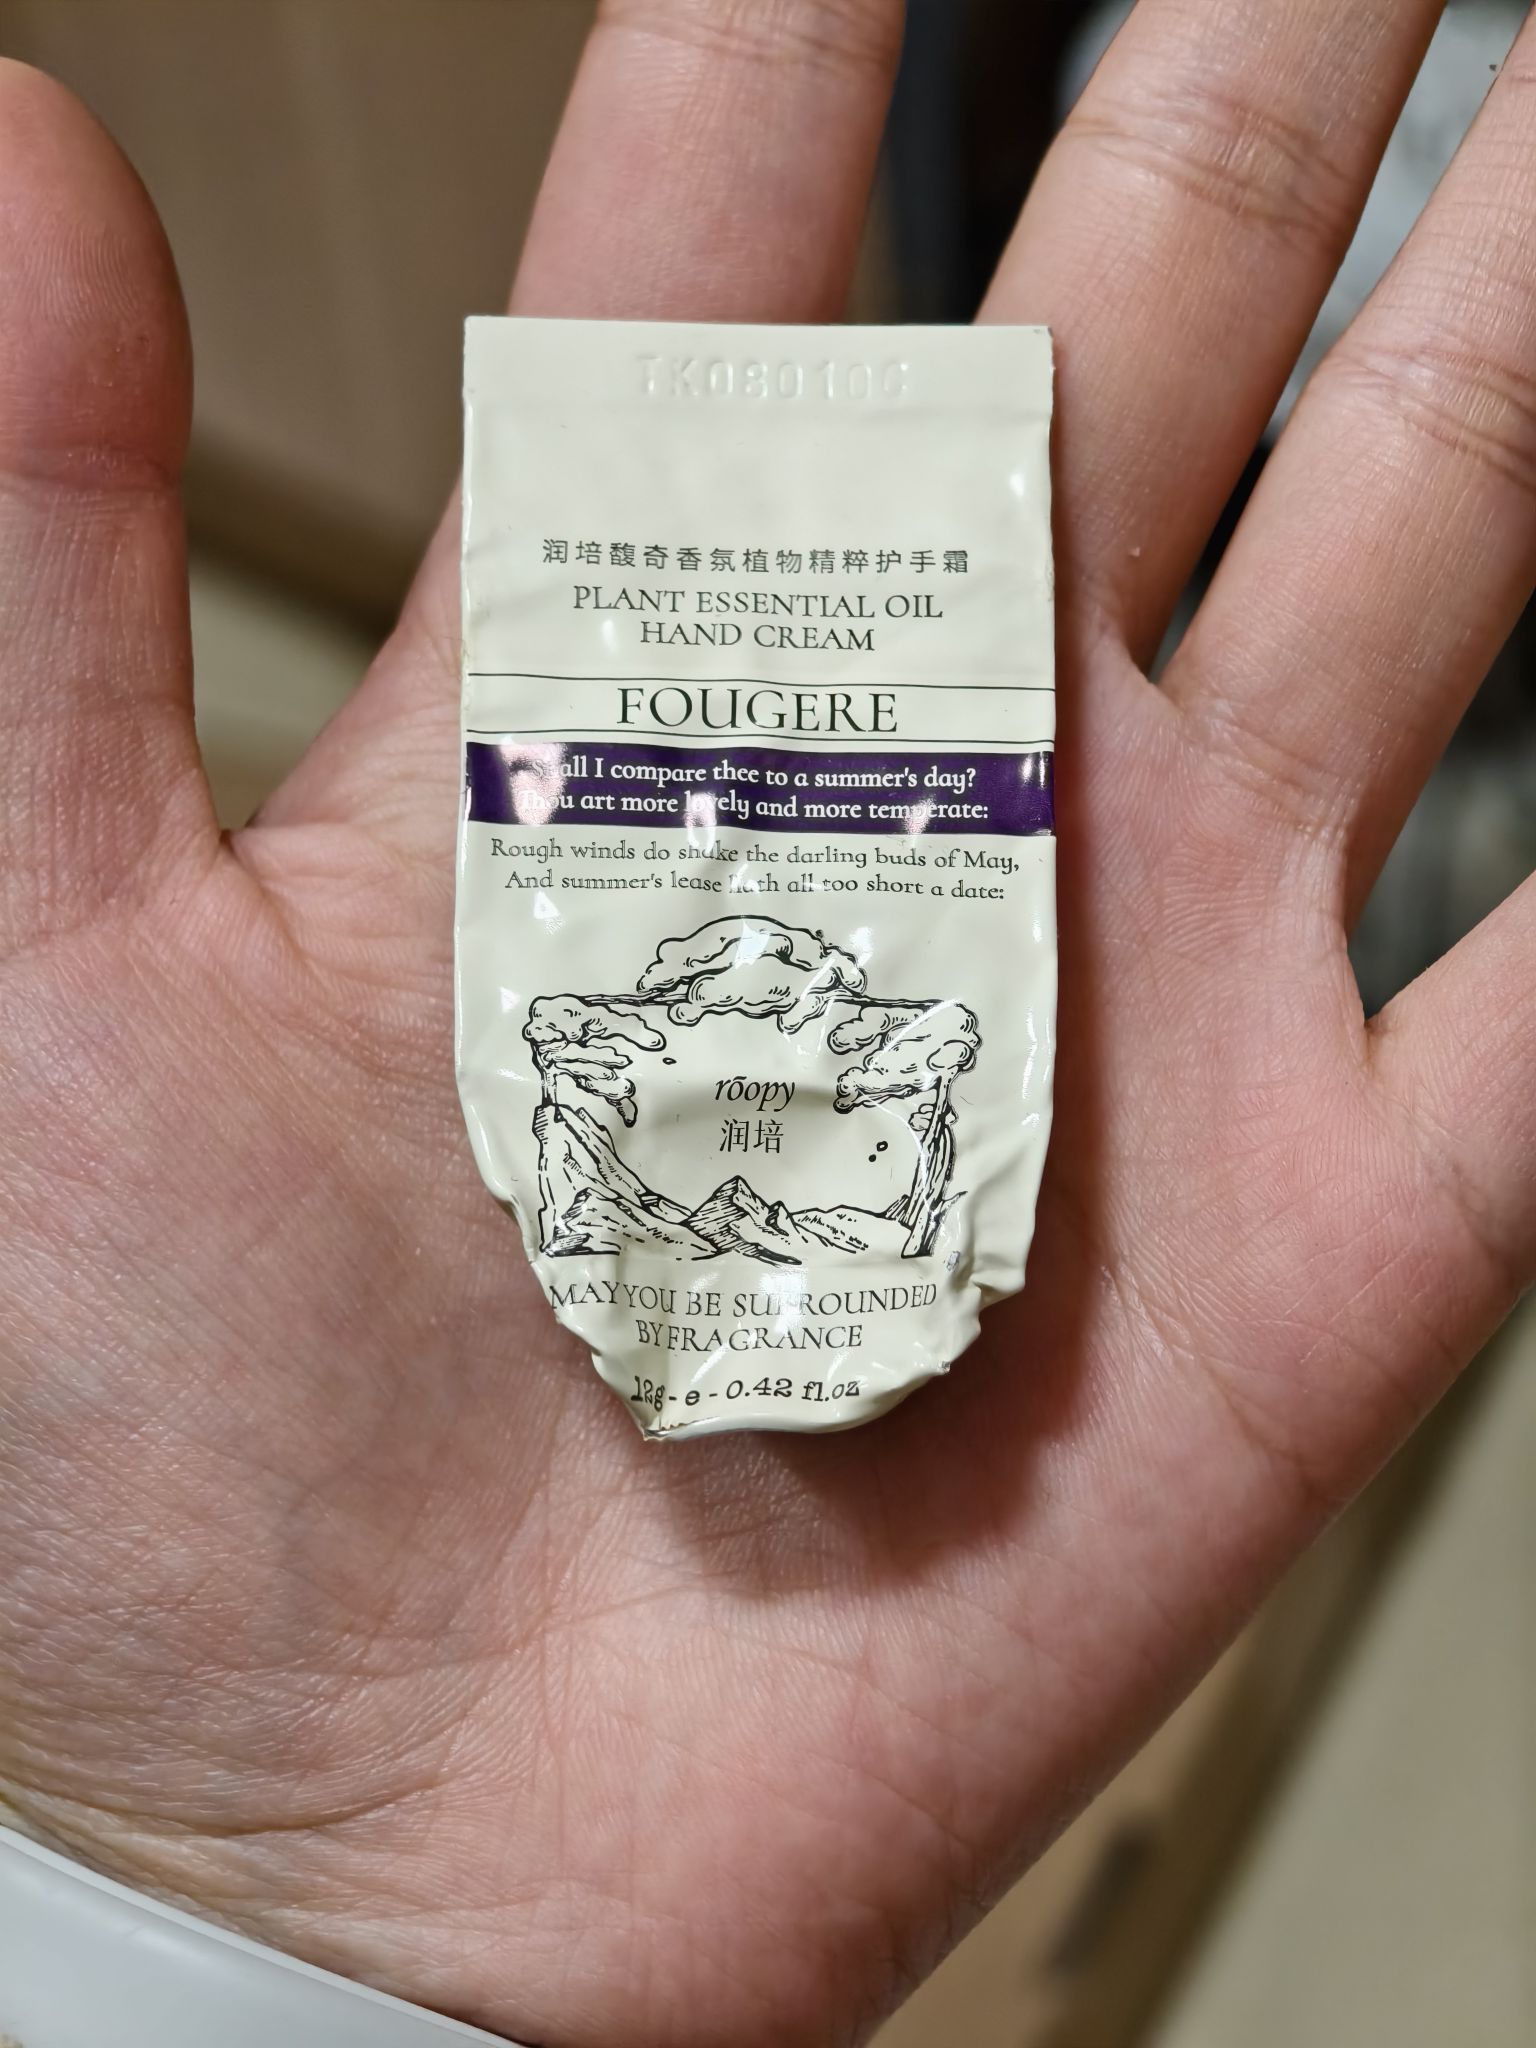 TK08010C
润培馥奇香氛植物精粹护手霜
PLANT ESSENTIAL OIL
HAND CREAM
FOUGERE
Shall I compare thee to a summer's day?
Thou art more lovely and more temperate:
Rough winds do shake the darling buds of May,
And summer's lease hath all too short a date:
rōopy
润培
MAY YOU BE SURROUNDED
BY FRAGRANCE
12g - e - 0.42 fl.oz